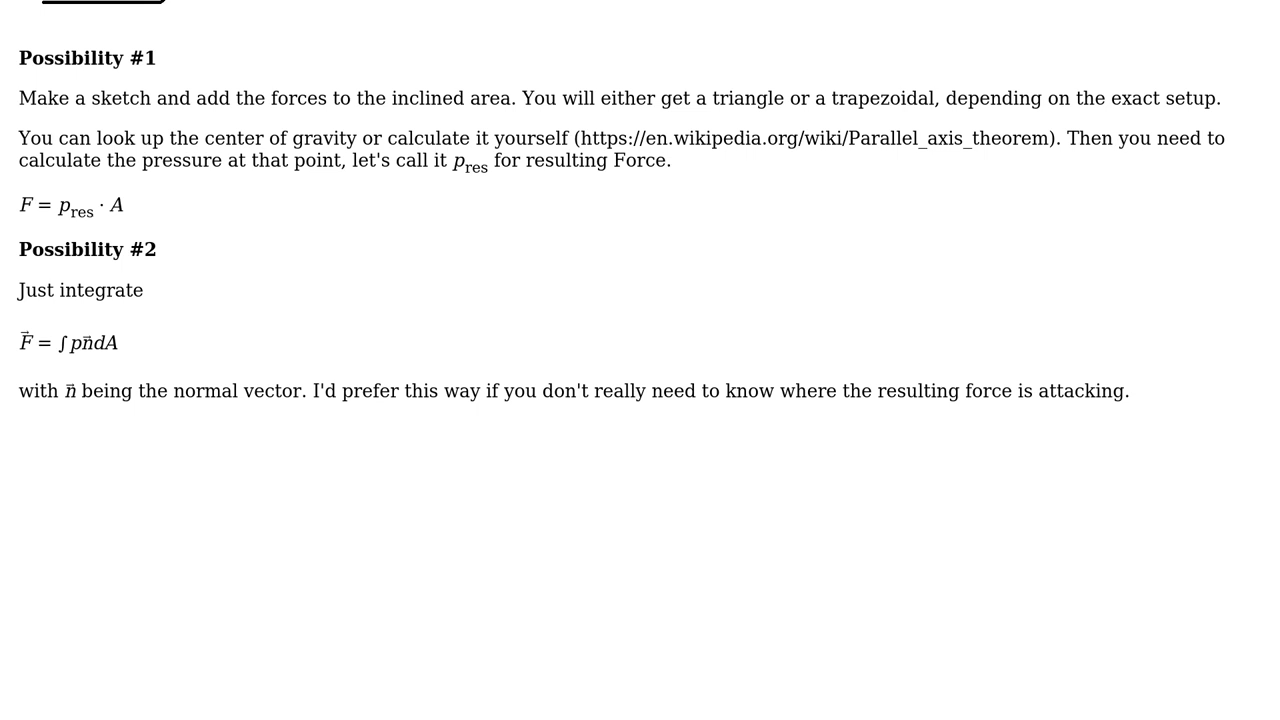 Possibility #1
Make a sketch and add the forces to the inclined area. You will either get a triangle or a trapezoidal, depending on the exact setup.
You can look up the center of gravity or calculate it yourself (https://en.wikipedia.org/wiki/Parallel_axis_theorem). Then you need to
calculate the pressure at that point, let's call it p_res for resulting Force.
F = p_res · A
Possibility #2
Just integrate
F⃗ = ∫ p n⃗ dA
with n⃗ being the normal vector. I'd prefer this way if you don't really need to know where the resulting force is attacking.